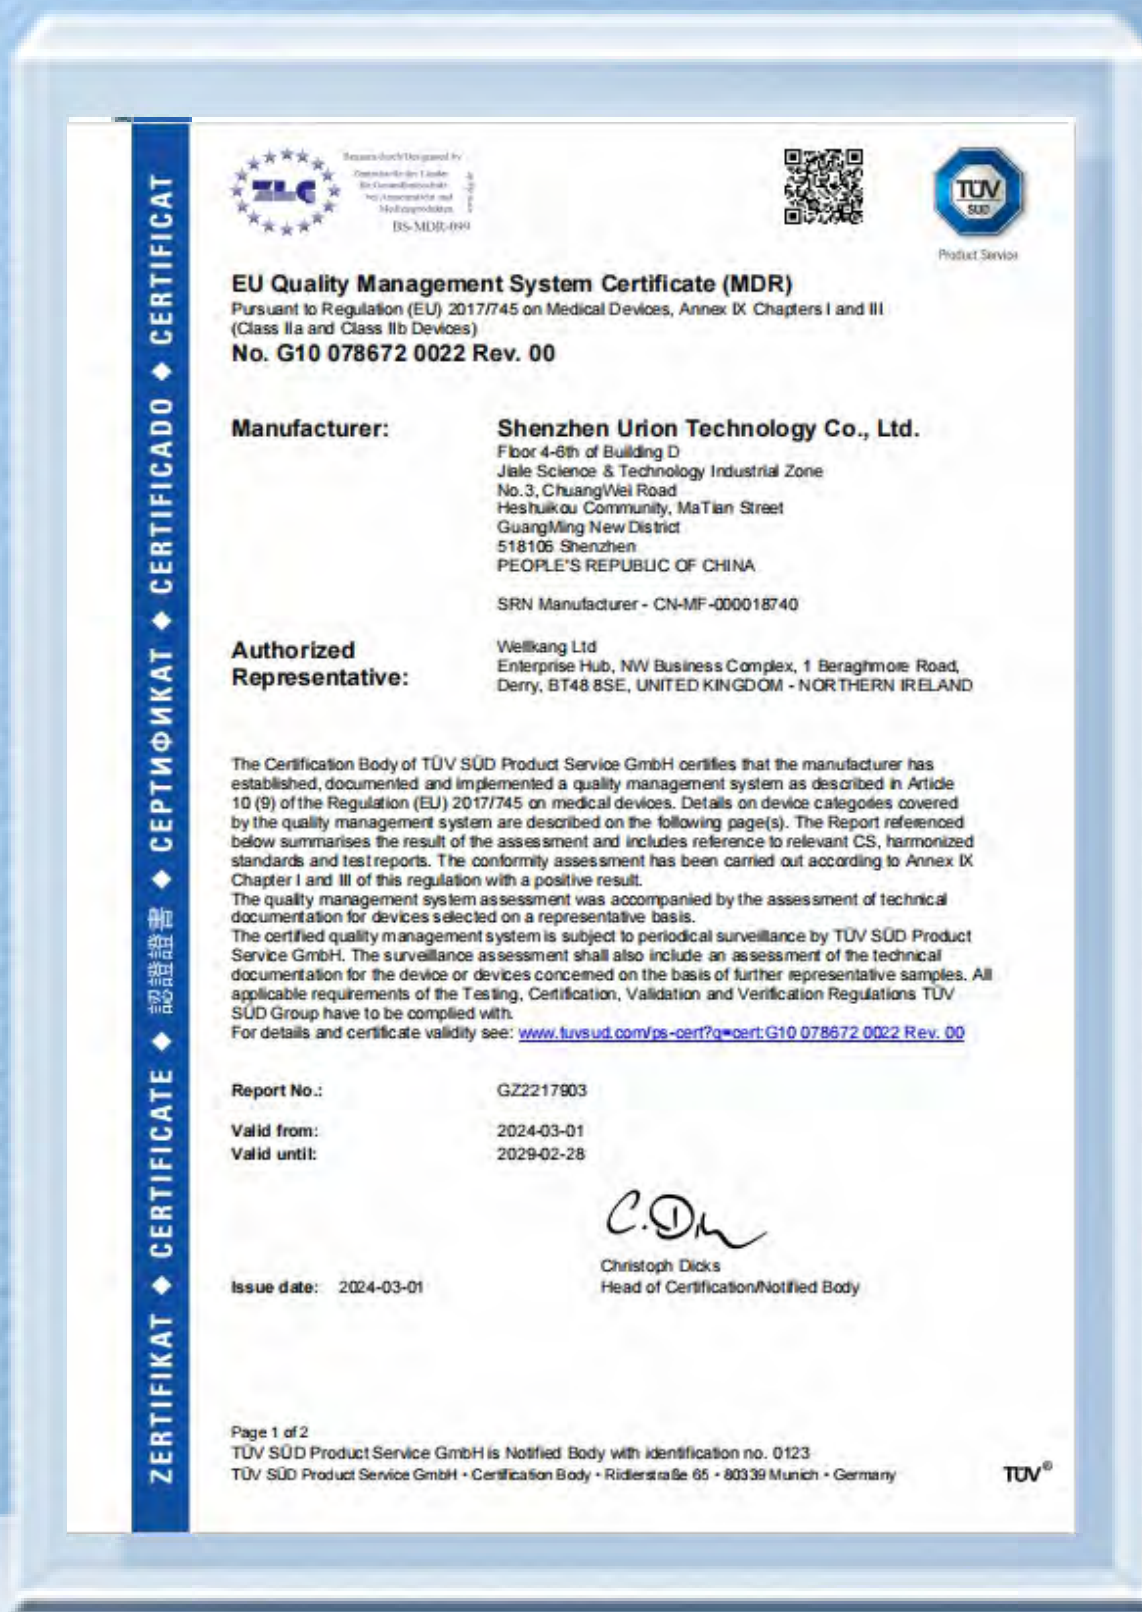 ZLG
Benannt durch/Designated by
Zentralstelle der Länder
für Gesundheitsschutz
bei Arzneimitteln und
Medizinprodukten
BS-MDR-099
TÜV
SÜD
Product Service
EU Quality Management System Certificate (MDR)
Pursuant to Regulation (EU) 2017/745 on Medical Devices, Annex IX Chapters I and III
(Class IIa and Class IIb Devices)
No. G10 078672 0022 Rev. 00
Manufacturer:
Shenzhen Urion Technology Co., Ltd.
Floor 4-6th of Building D
Jiale Science & Technology Industrial Zone
No.3, ChuangWei Road
Heshuikou Community, MaTian Street
GuangMing New District
518106 Shenzhen
PEOPLE'S REPUBLIC OF CHINA
SRN Manufacturer - CN-MF-000018740
Authorized
Representative:
Wellkang Ltd
Enterprise Hub, NW Business Complex, 1 Beraghmore Road,
Derry, BT48 8SE, UNITED KINGDOM - NORTHERN IRELAND
The Certification Body of TÜV SÜD Product Service GmbH certifies that the manufacturer has
established, documented and implemented a quality management system as described in Article
10 (9) of the Regulation (EU) 2017/745 on medical devices. Details on device categories covered
by the quality management system are described on the following page(s). The Report referenced
below summarises the result of the assessment and includes reference to relevant CS, harmonized
standards and test reports. The conformity assessment has been carried out according to Annex IX
Chapter I and III of this regulation with a positive result.
The quality management system assessment was accompanied by the assessment of technical
documentation for devices selected on a representative basis.
The certified quality management system is subject to periodical surveillance by TÜV SÜD Product
Service GmbH. The surveillance assessment shall also include an assessment of the technical
documentation for the device or devices concerned on the basis of further representative samples. All
applicable requirements of the Testing, Certification, Validation and Verification Regulations TÜV
SÜD Group have to be complied with.
For details and certificate validity see: www.tuvsud.com/ps-cert?q=cert:G10 078672 0022 Rev. 00
Report No.: GZ2217903
Valid from: 2024-03-01
Valid until: 2029-02-28
Christoph Dicks
Issue date: 2024-03-01
Head of Certification/Notified Body
Page 1 of 2
TÜV SÜD Product Service GmbH is Notified Body with identification no. 0123
TÜV SÜD Product Service GmbH • Certification Body • Ridlerstraße 65 • 80339 Munich • Germany
TÜV®
ZERTIFIKAT ◆ CERTIFICATE ◆ 認證證書 ◆ СЕРТИФИКАТ ◆ CERTIFICADO ◆ CERTIFICAT